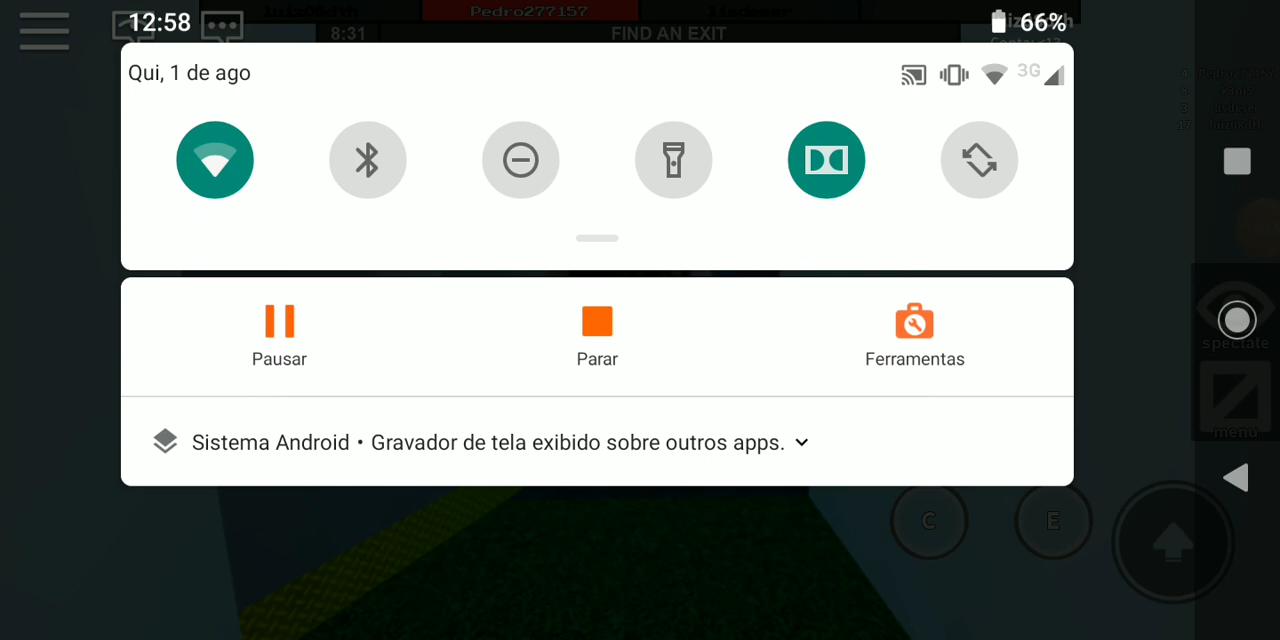 12:58
66%
Pedro277157
8:31
FIND AN EXIT
Qui, 1 de ago
3G
Pausar
Parar
Ferramentas
Sistema Android • Gravador de tela exibido sobre outros apps.
spectate
menu
C
E